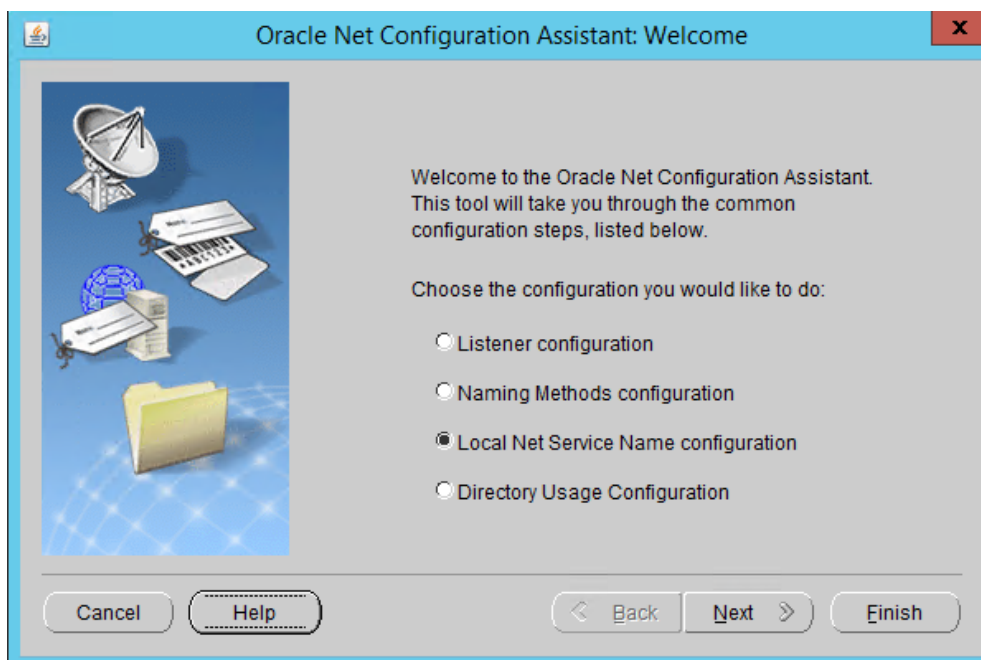 Oracle Net Configuration Assistant: Welcome
x
Welcome to the Oracle Net Configuration Assistant.
This tool will take you through the common
configuration steps, listed below.
Choose the configuration you would like to do:
Listener configuration
Naming Methods configuration
Local Net Service Name configuration
Directory Usage Configuration
Cancel
Help
Back
Next
Finish